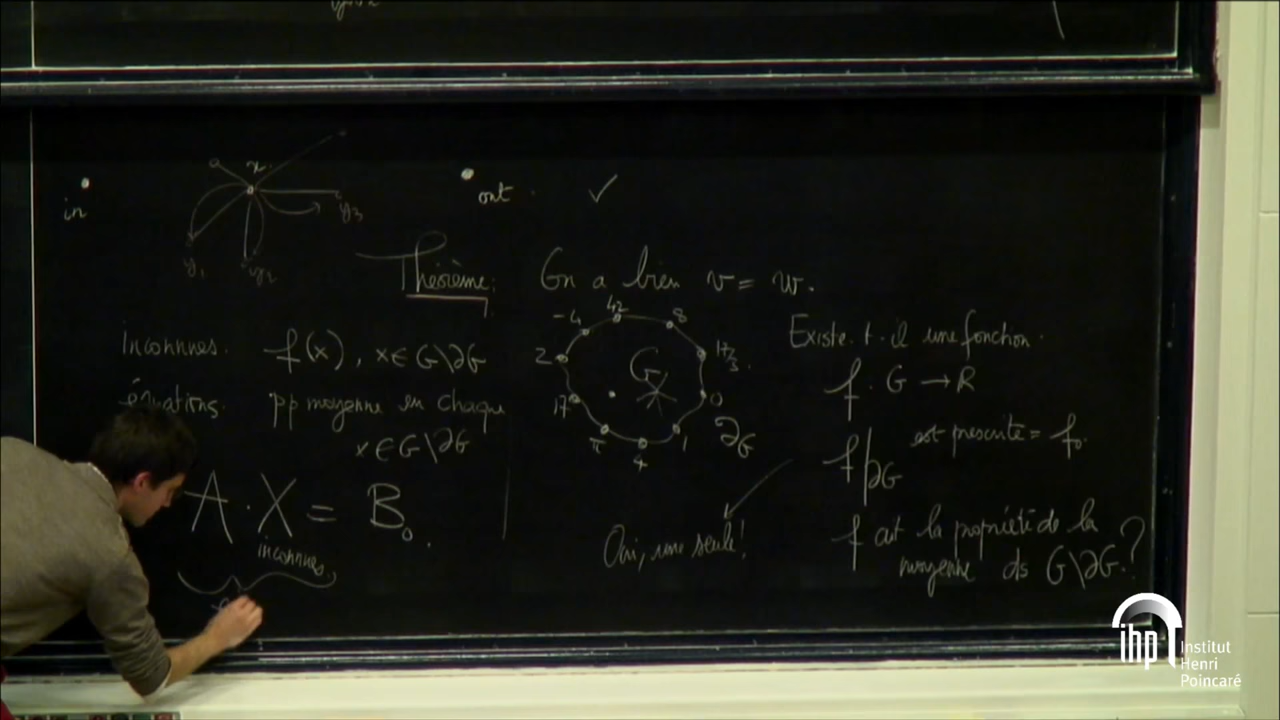 in
x
out.
✓
y₁
y₂
y₃
Théorème: On a bien v = w.
Inconnues. f(x), x∈G\∂G
équations. pp moyenne en chaque
x∈G\∂G
A·X = B₀.
inconnues.
-4
42
8
2
17
π
4
1
0
G
∂G
Oui, une seule!
Existe-t-il une fonction
f: G → R
f|∂G est prescrite = f₀.
f ait la propriété de la
moyenne ds G\∂G.?
ihp
Institut
Henri
Poincaré